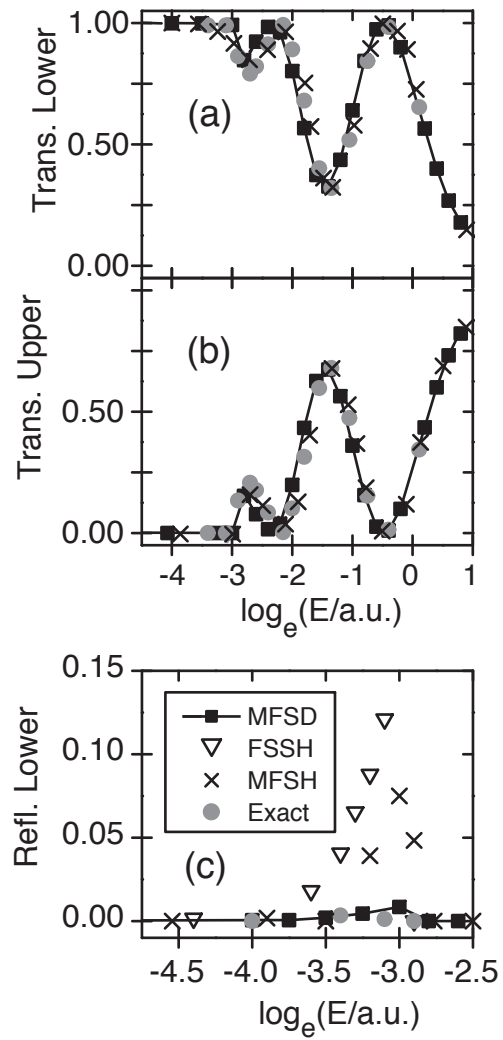 1.00
0.50
0.00
Trans. Lower
(a)
0.50
0.00
Trans. Upper
(b)
-4 -3 -2 -1 0 1
log_e(E/a.u.)
0.15
0.10
0.05
0.00
Refl. Lower
MFSD
FSSH
MFSH
Exact
(c)
-4.5 -4.0 -3.5 -3.0 -2.5
log_e(E/a.u.)